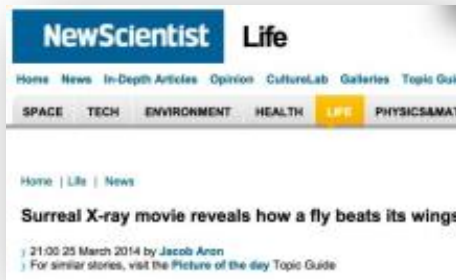 NewScientist Life
Home News In-Depth Articles Opinion CultureLab Galleries Topic Gui
SPACE TECH ENVIRONMENT HEALTH LIFE PHYSICS&MAT
Home | Life | News
Surreal X-ray movie reveals how a fly beats its wings
21:00 25 March 2014 by Jacob Aron
For similar stories, visit the Picture of the day Topic Guide